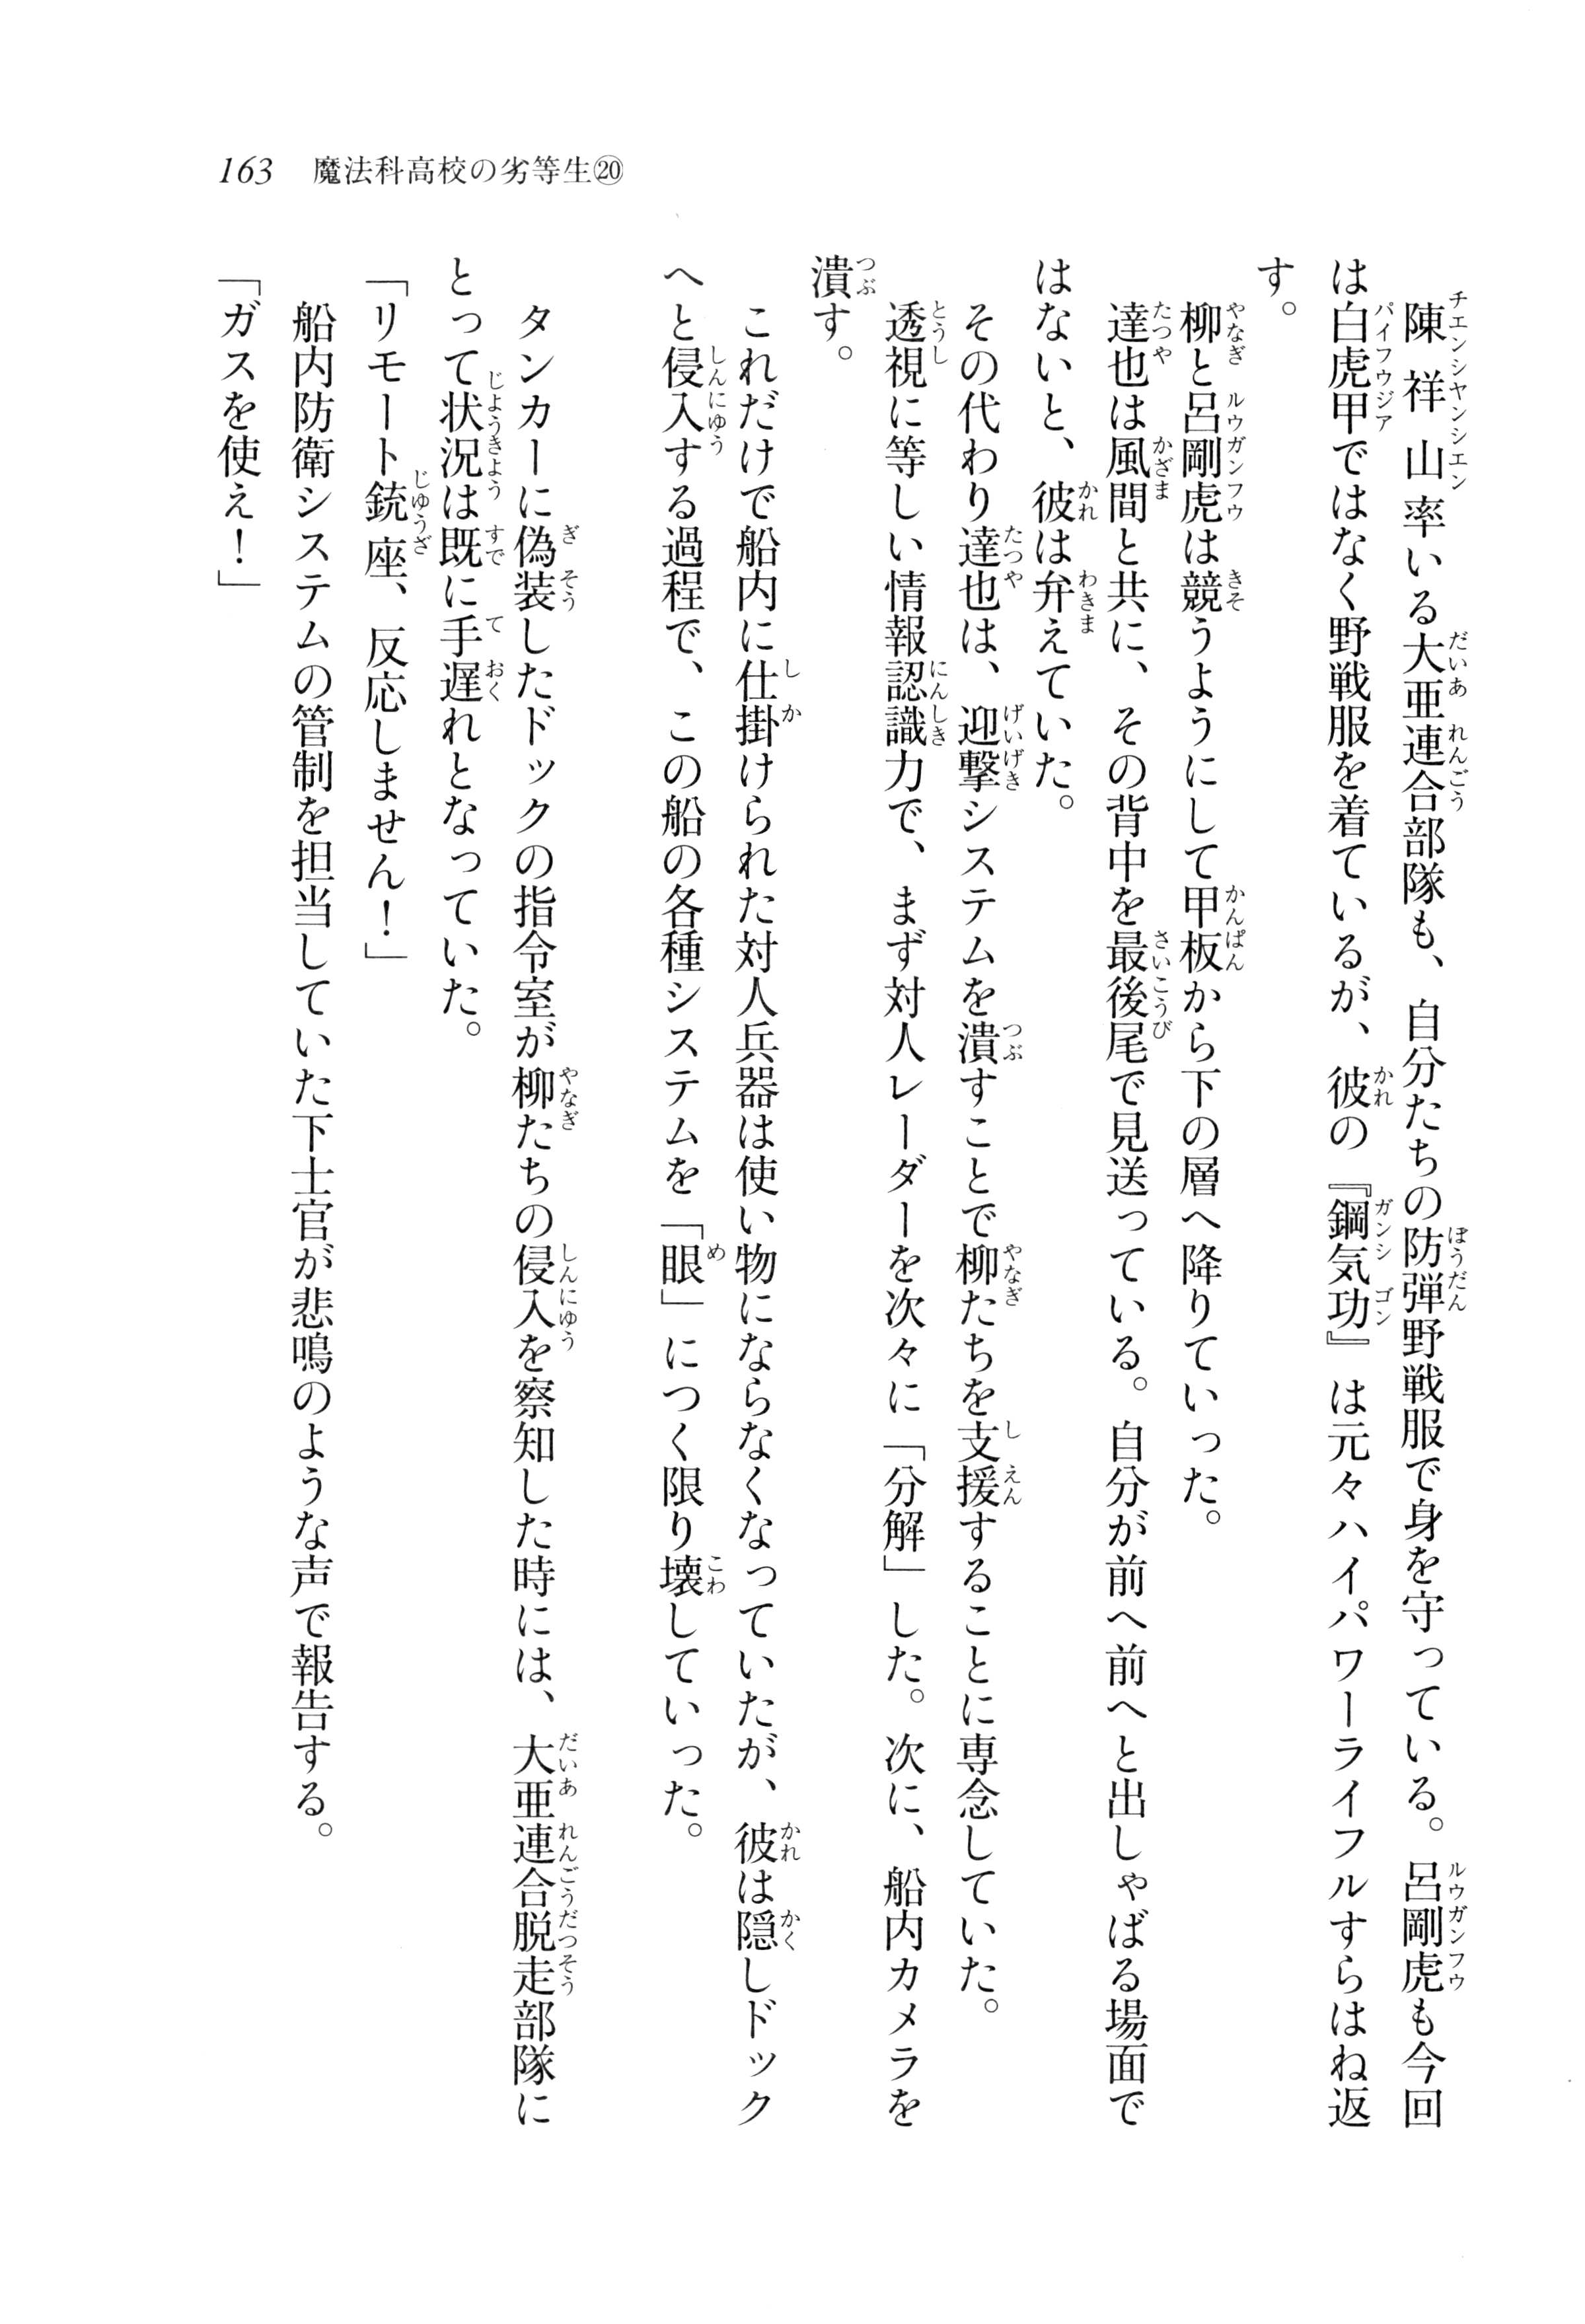 163 魔法科高校の劣等生⑳
陳祥山率いる大亜連合部隊も、自分たちの防弾野戦服で身を守っている。呂剛虎も今回
は白虎甲ではなく野戦服を着ているが、彼の『鋼気功』は元々ハイパワーライフルすらはね返
す。
柳と呂剛虎は競うようにして甲板から下の層へ降りていった。
達也は風間と共に、その背中を最後尾で見送っている。自分が前へ前へと出しゃばる場面で
はないと、彼は弁えていた。
その代わり達也は、迎撃システムを潰すことで柳たちを支援することに専念していた。
透視に等しい情報認識力で、まず対人レーダーを次々に「分解」した。次に、船内カメラを
潰す。
これだけで船内に仕掛けられた対人兵器は使い物にならなくなっていたが、彼は隠しドック
へと侵入する過程で、この船の各種システムを「眼」につく限り壊していった。
タンカーに偽装したドックの指令室が柳たちの侵入を察知した時には、大亜連合脱走部隊に
とって状況は既に手遅れとなっていた。
「リモート銃座、反応しません！」
船内防衛システムの管制を担当していた下士官が悲鳴のような声で報告する。
「ガスを使え！」